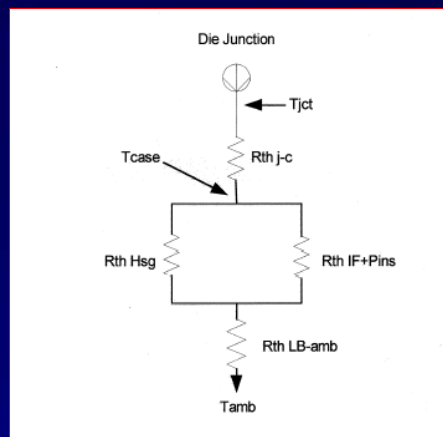 Die Junction
Tjct
Tcase
Rth j-c
Rth Hsg
Rth IF+Pins
Rth LB-amb
Tamb